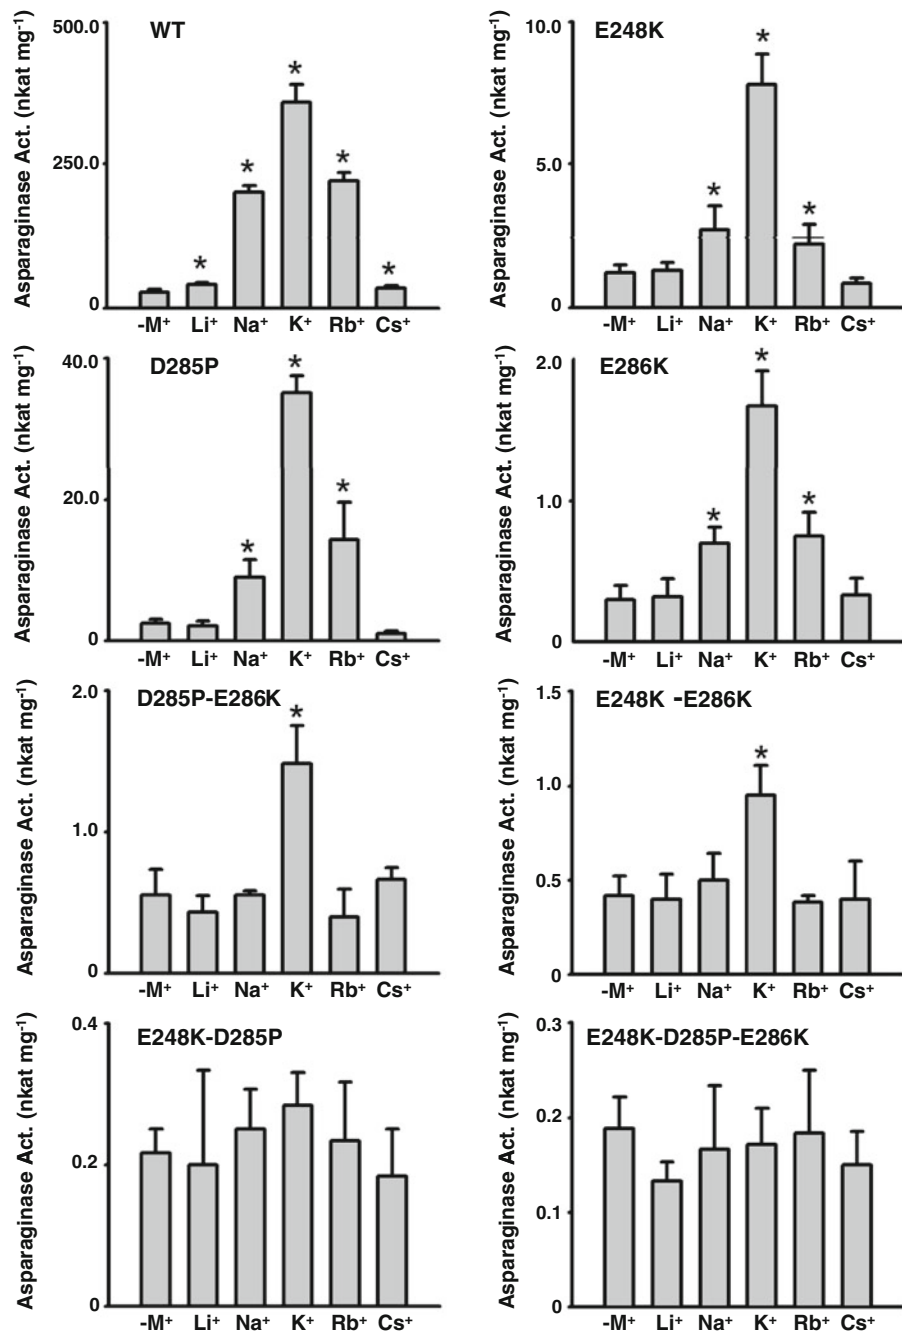 WT
Asparaginase Act. (nkat mg⁻¹)
500.0
250.0
0
-M⁺ Li⁺ Na⁺ K⁺ Rb⁺ Cs⁺
* * * * *
E248K
Asparaginase Act. (nkat mg⁻¹)
10.0
5.0
0
-M⁺ Li⁺ Na⁺ K⁺ Rb⁺ Cs⁺
* * *
D285P
Asparaginase Act. (nkat mg⁻¹)
40.0
20.0
0
-M⁺ Li⁺ Na⁺ K⁺ Rb⁺ Cs⁺
* * *
E286K
Asparaginase Act. (nkat mg⁻¹)
2.0
1.0
0
-M⁺ Li⁺ Na⁺ K⁺ Rb⁺ Cs⁺
* * *
D285P-E286K
Asparaginase Act. (nkat mg⁻¹)
2.0
1.0
0
-M⁺ Li⁺ Na⁺ K⁺ Rb⁺ Cs⁺
*
E248K -E286K
Asparaginase Act. (nkat mg⁻¹)
1.5
1.0
0.5
0
-M⁺ Li⁺ Na⁺ K⁺ Rb⁺ Cs⁺
*
E248K-D285P
Asparaginase Act. (nkat mg⁻¹)
0.4
0.2
0
-M⁺ Li⁺ Na⁺ K⁺ Rb⁺ Cs⁺
E248K-D285P-E286K
Asparaginase Act. (nkat mg⁻¹)
0.3
0.2
0.1
0
-M⁺ Li⁺ Na⁺ K⁺ Rb⁺ Cs⁺